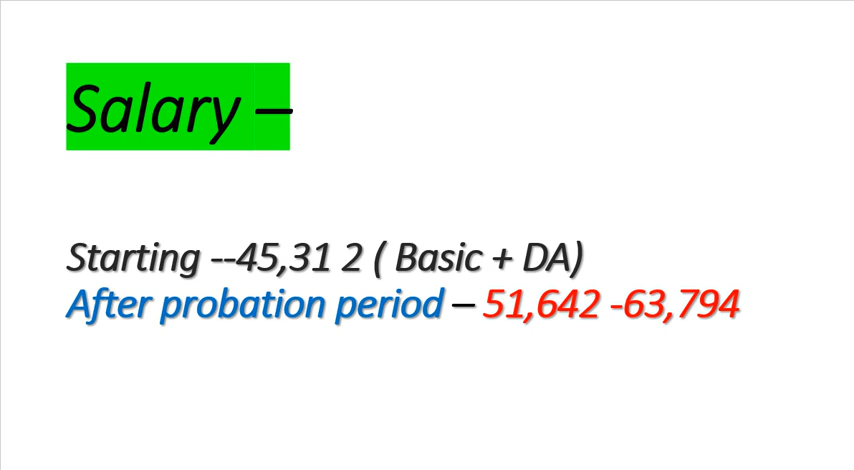 Salary –
Starting --45,31 2 ( Basic + DA)
After probation period – 51,642 -63,794